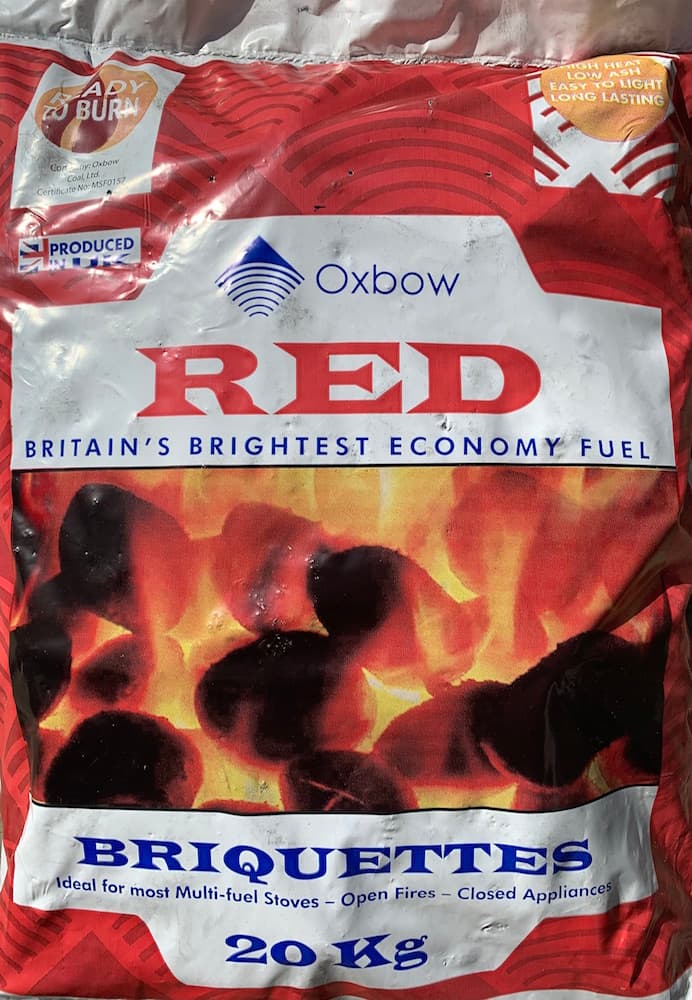 READY
TO BURN
Company: Oxbow
Coal, Ltd.
Certificate No: MSF0157
HIGH HEAT
LOW ASH
EASY TO LIGHT
LONG LASTING
PRODUCED
IN UK
Oxbow
RED
BRITAIN'S BRIGHTEST ECONOMY FUEL
BRIQUETTES
Ideal for most Multi-fuel Stoves – Open Fires – Closed Appliances
20 Kg